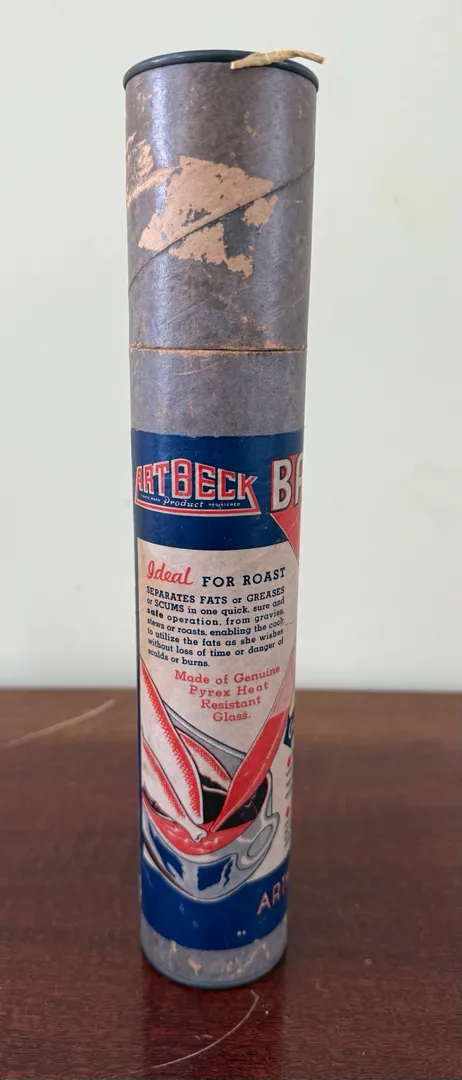 ARTBECK BA
TRADE MARK Product REGISTERED
Ideal FOR ROAST
SEPARATES FATS or GREASES
or SCUMS in one quick, sure and
safe operation, from gravies,
stews or roasts, enabling the cook
to utilize the fats as she wishes
without loss of time or danger of
scalds or burns.
Made of Genuine
Pyrex Heat
Resistant
Glass.
ART